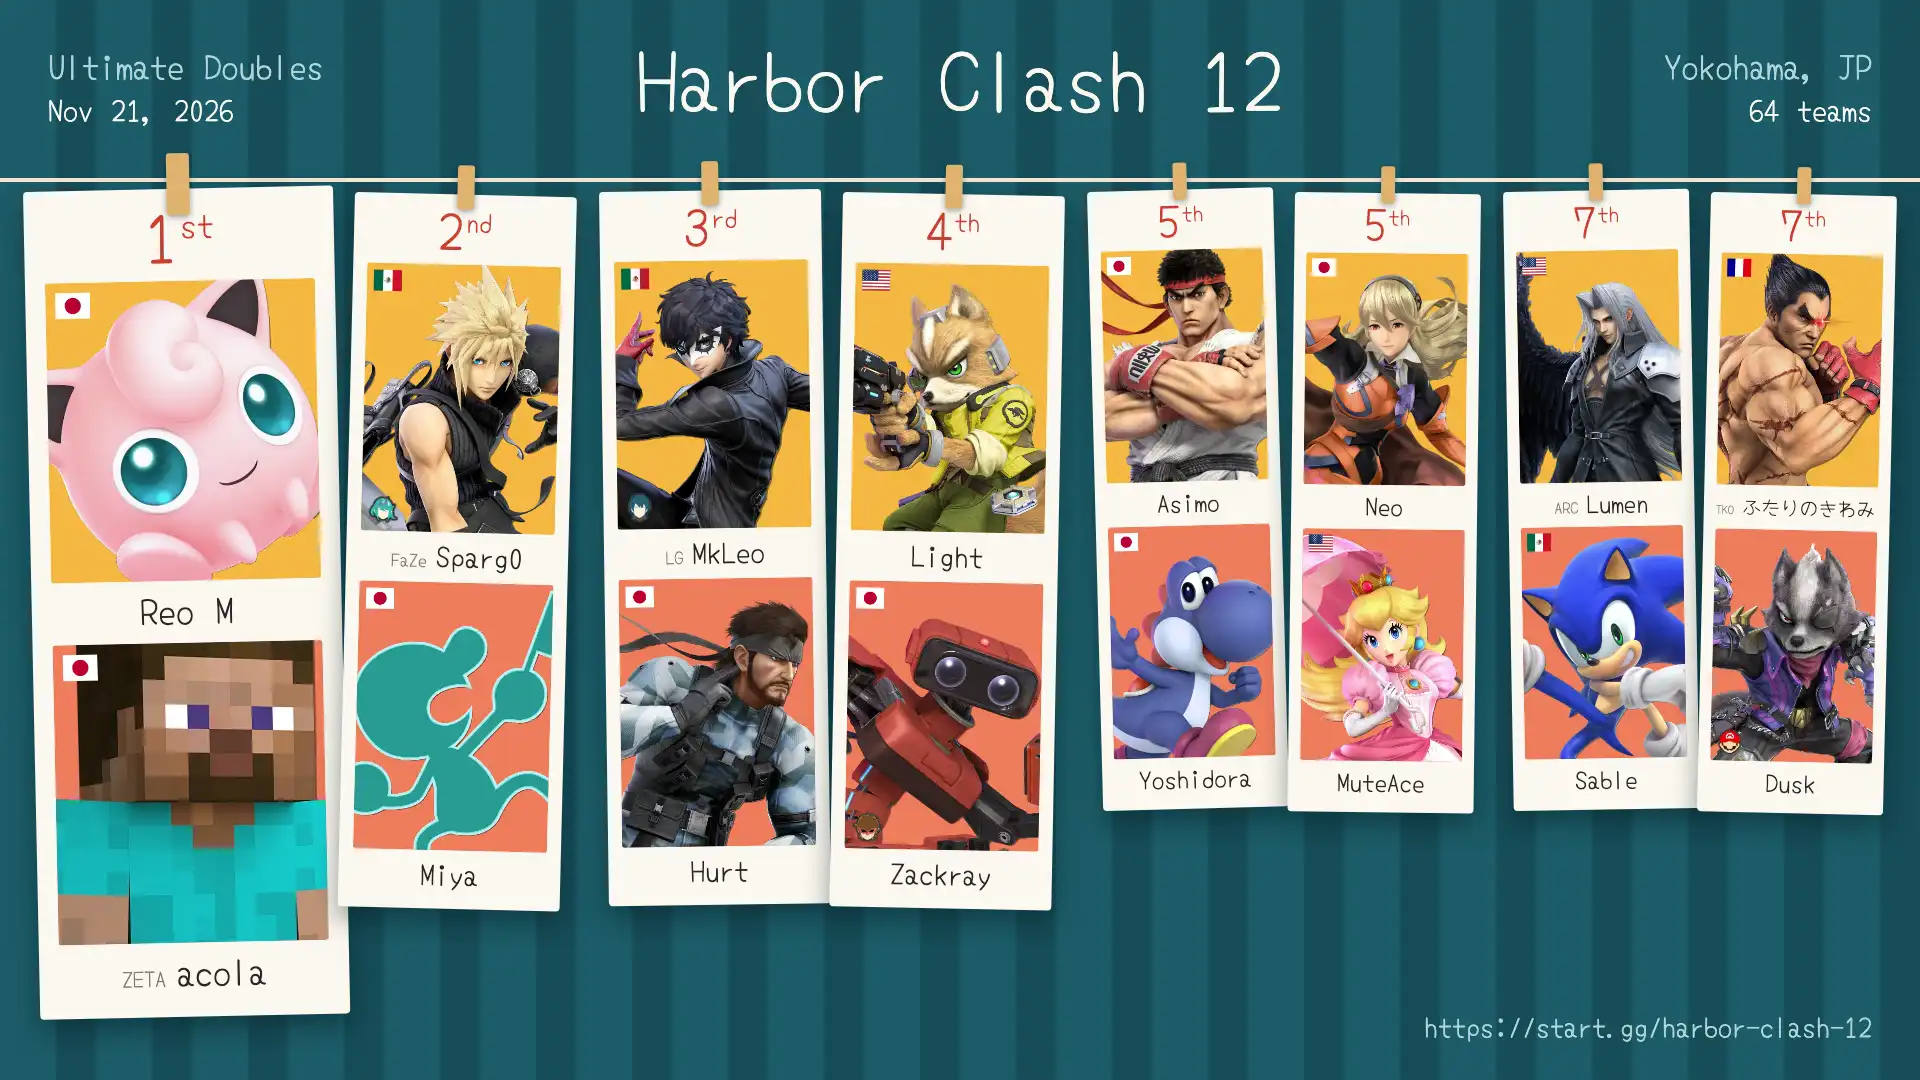 Ultimate Doubles
Nov 21, 2026
Harbor Clash 12
Yokohama, JP
64 teams
1st
Reo M
ZETA acola
2nd
FaZe Sparg0
Miya
3rd
LG MkLeo
Hurt
4th
Light
Zackray
5th
Asimo
Yoshidora
5th
Neo
MuteAce
7th
ARC Lumen
Sable
7th
TKO ふたりのきわみ
Dusk
https://start.gg/harbor-clash-12